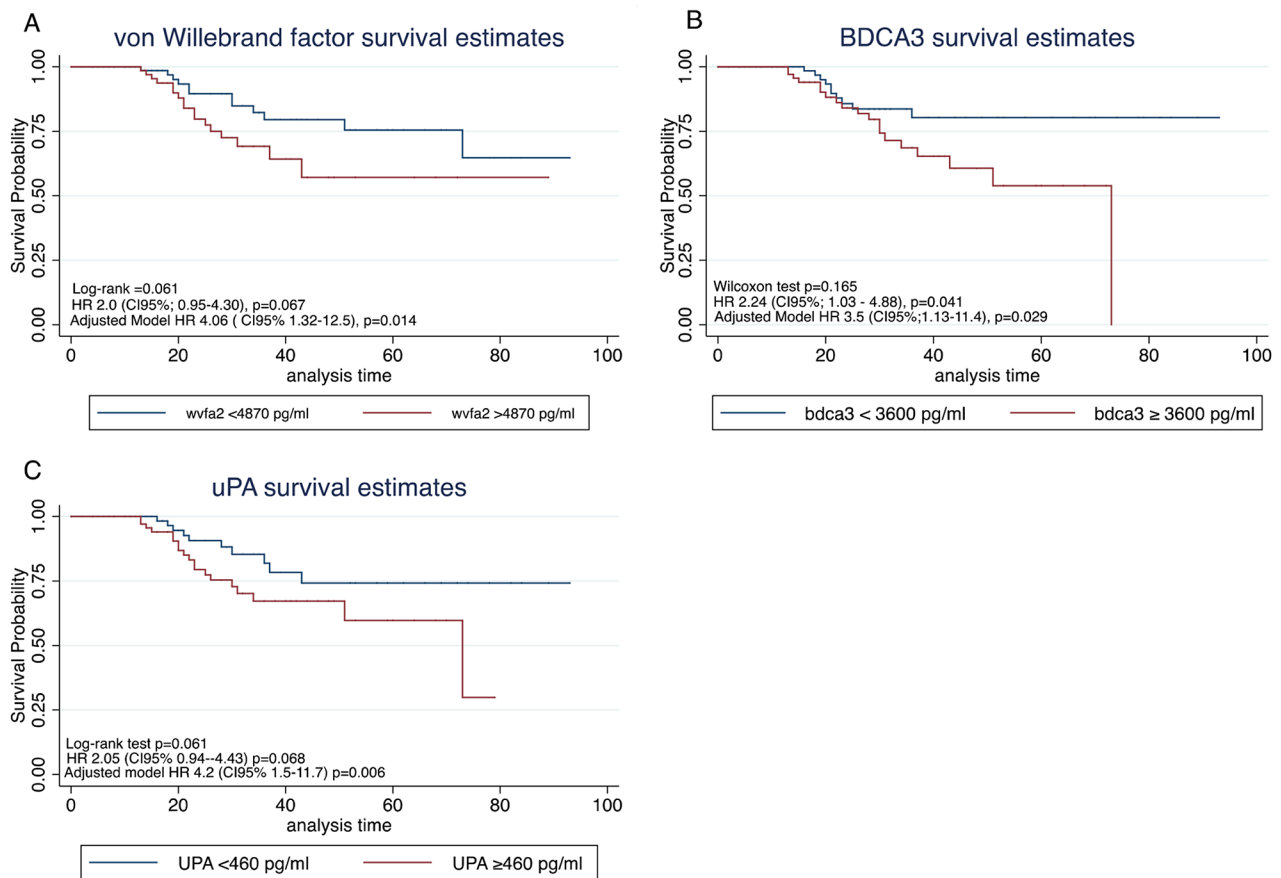 A
von Willebrand factor survival estimates
Survival Probability
1.00
0.75
0.50
0.25
0.00
Log-rank =0.061
HR 2.0 (CI95%; 0.95-4.30), p=0.067
Adjusted Model HR 4.06 ( CI95% 1.32-12.5), p=0.014
0 20 40 60 80 100
analysis time
wvfa2 <4870 pg/ml wvfa2 >4870 pg/ml
B
BDCA3 survival estimates
Survival Probability
1.00
0.75
0.50
0.25
0.00
Wilcoxon test p=0.165
HR 2.24 (CI95%; 1.03 - 4.88), p=0.041
Adjusted Model HR 3.5 (CI95%;1.13-11.4), p=0.029
0 20 40 60 80 100
analysis time
bdca3 < 3600 pg/ml bdca3 ≥ 3600 pg/ml
C
uPA survival estimates
Survival Probability
1.00
0.75
0.50
0.25
0.00
Log-rank test p=0.061
HR 2.05 (CI95% 0.94--4.43) p=0.068
Adjusted model HR 4.2 (CI95% 1.5-11.7) p=0.006
0 20 40 60 80 100
analysis time
UPA <460 pg/ml UPA ≥460 pg/ml